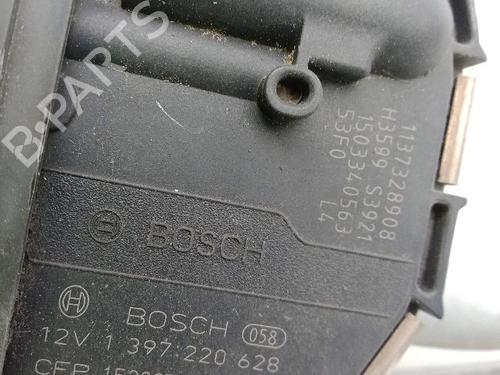 B-Parts
1137328908
H3599 S3921
1503340563
53F0 L4
BOSCH
BOSCH 058
12V 1 397 220 628